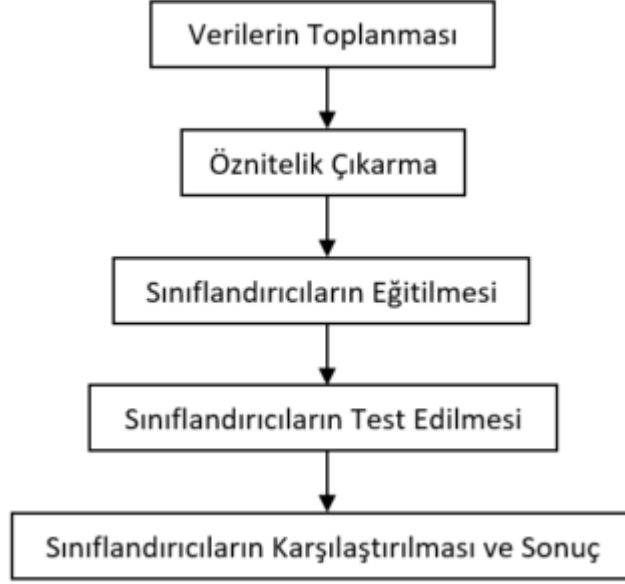 Verilerin Toplanması
Öznitelik Çıkarma
Sınıflandırıcıların Eğitilmesi
Sınıflandırıcıların Test Edilmesi
Sınıflandırıcıların Karşılaştırılması ve Sonuç